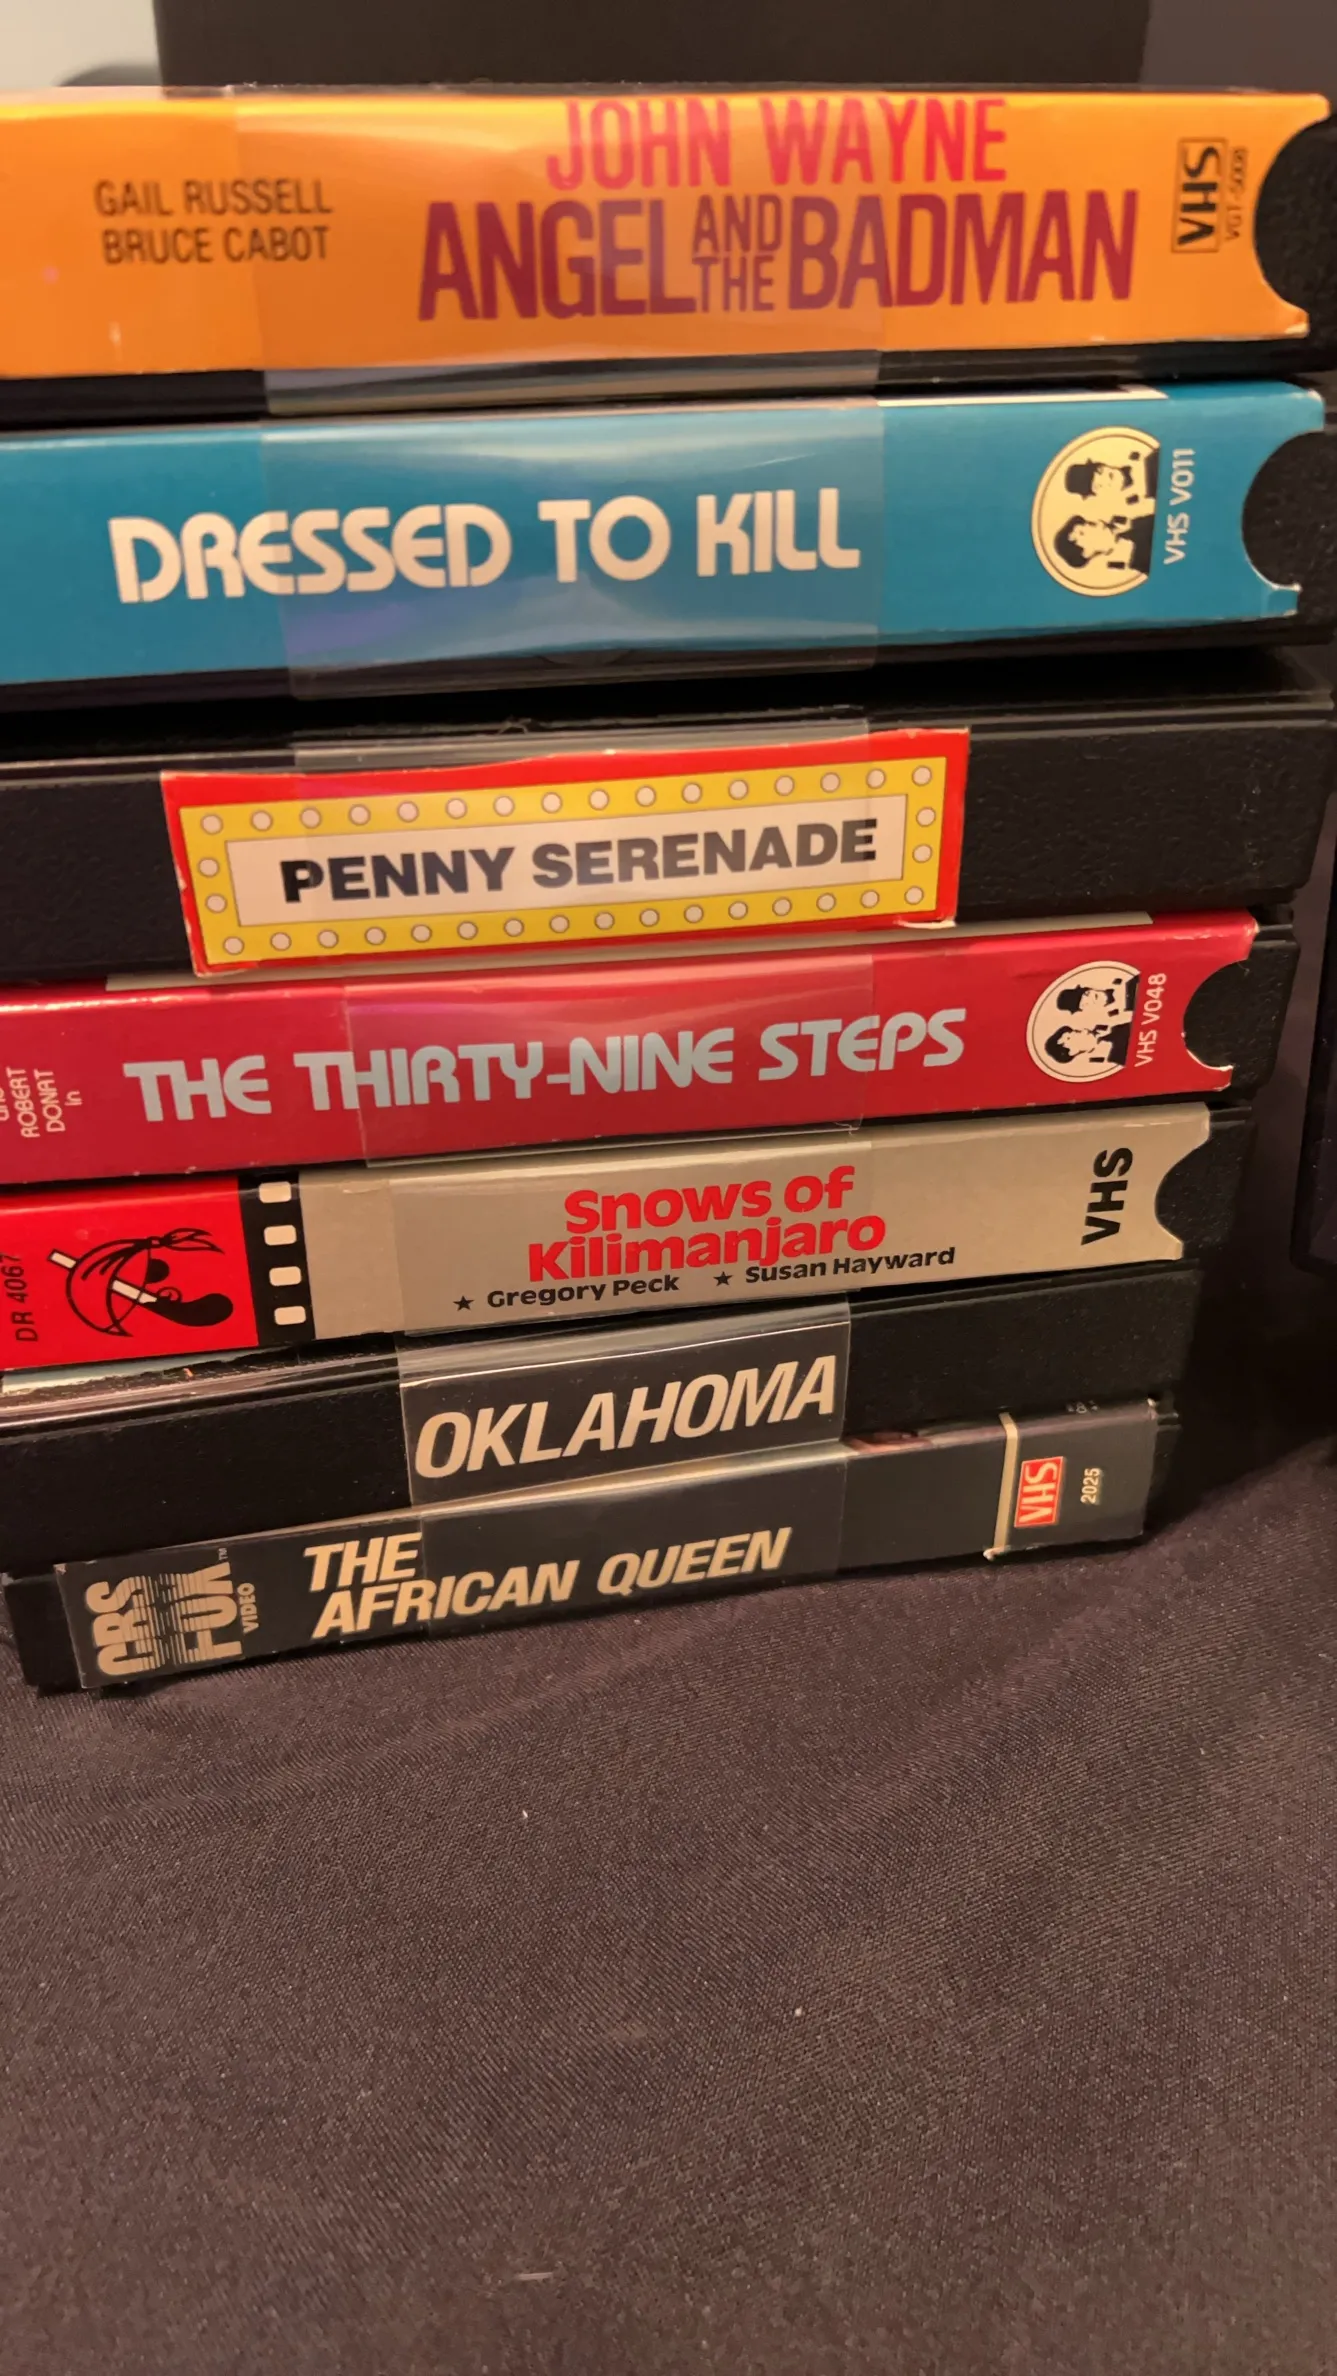 JOHN WAYNE
GAIL RUSSELL
BRUCE CABOT
ANGEL AND THE BADMAN
VHS
DRESSED TO KILL
VHS V011
PENNY SERENADE
ROBERT
DONAT
in
THE THIRTY-NINE STEPS
VHS V048
DR 4067
Snows of
Kilimanjaro
★ Gregory Peck ★ Susan Hayward
VHS
OKLAHOMA
CBS
FOX™
VIDEO
THE
AFRICAN QUEEN
VHS
2025